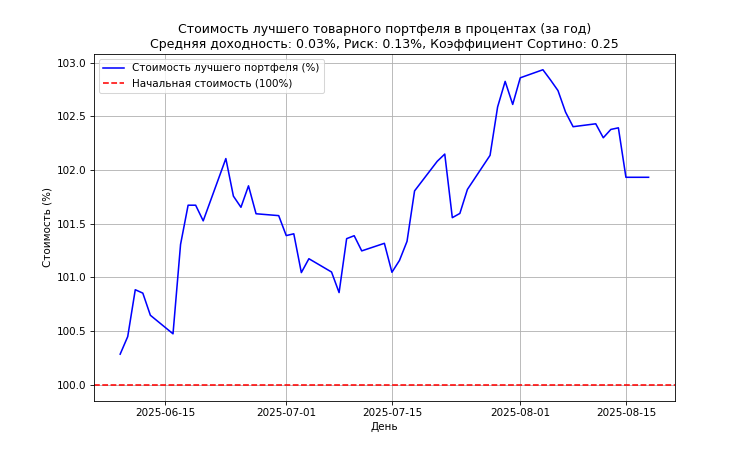 Стоимость лучшего товарного портфеля в процентах (за год)
Средняя доходность: 0.03%, Риск: 0.13%, Коэффициент Сортино: 0.25
Стоимость лучшего портфеля (%)
Начальная стоимость (100%)
Стоимость (%)
103.0
102.5
102.0
101.5
101.0
100.5
100.0
2025-06-15
2025-07-01
2025-07-15
2025-08-01
2025-08-15
День